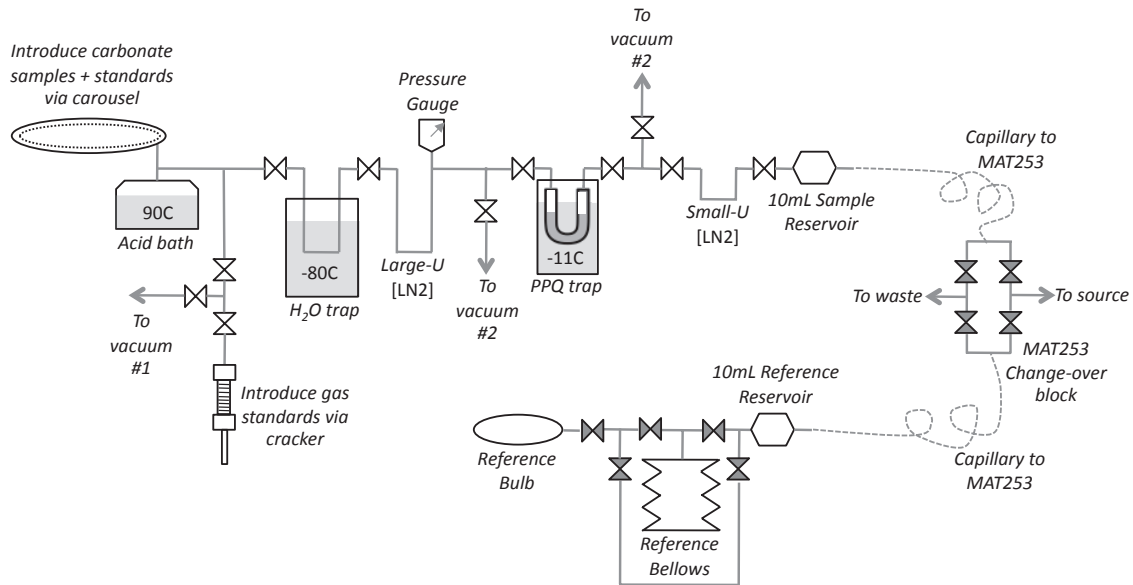 Introduce carbonate
samples + standards
via carousel
90C
Acid bath
To
vacuum
#1
Introduce gas
standards via
cracker
-80C
H₂O trap
Large-U
[LN2]
Pressure
Gauge
To
vacuum
#2
-11C
PPQ trap
To
vacuum
#2
Small-U
[LN2]
10mL Sample
Reservoir
Capillary to
MAT253
To waste
To source
MAT253
Change-over
block
10mL Reference
Reservoir
Reference
Bulb
Reference
Bellows
Capillary to
MAT253